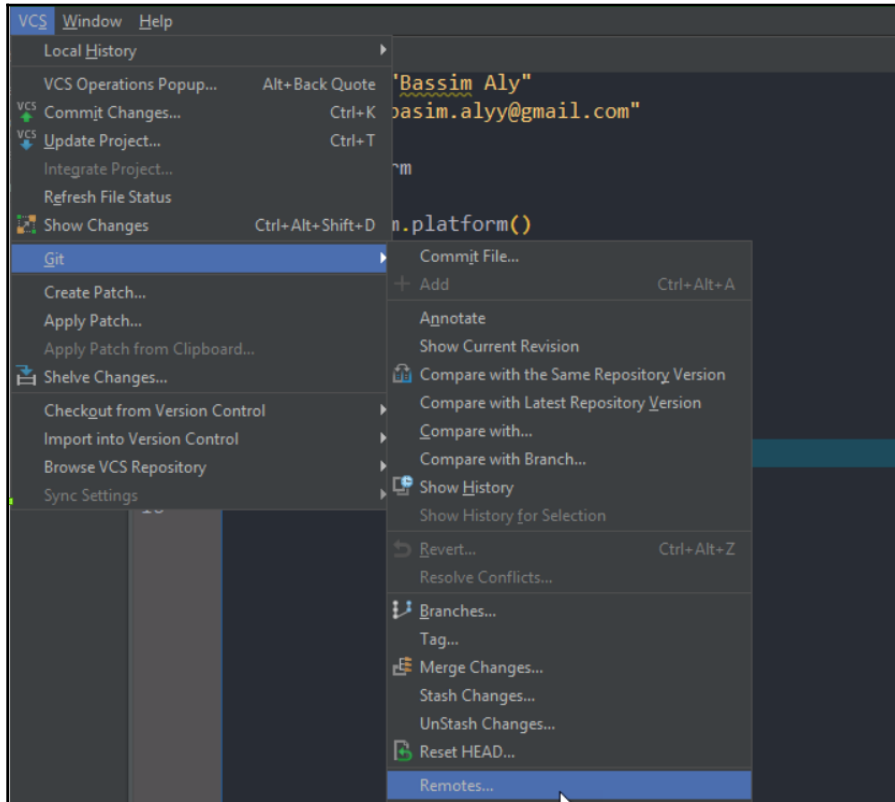 VCS Window Help
Local History
VCS Operations Popup... Alt+Back Quote
"Bassim Aly"
VCS Commit Changes... Ctrl+K
basim.alyy@gmail.com"
VCS Update Project... Ctrl+T
Integrate Project...
rm
Refresh File Status
Show Changes Ctrl+Alt+Shift+D
m.platform()
Git
Create Patch...
Apply Patch...
Apply Patch from Clipboard...
Shelve Changes...
Checkout from Version Control
Import into Version Control
Browse VCS Repository
Sync Settings
Commit File...
Add Ctrl+Alt+A
Annotate
Show Current Revision
Compare with the Same Repository Version
Compare with Latest Repository Version
Compare with...
Compare with Branch...
Show History
Show History for Selection
Revert... Ctrl+Alt+Z
Resolve Conflicts...
Branches...
Tag...
Merge Changes...
Stash Changes...
UnStash Changes...
Reset HEAD...
Remotes...